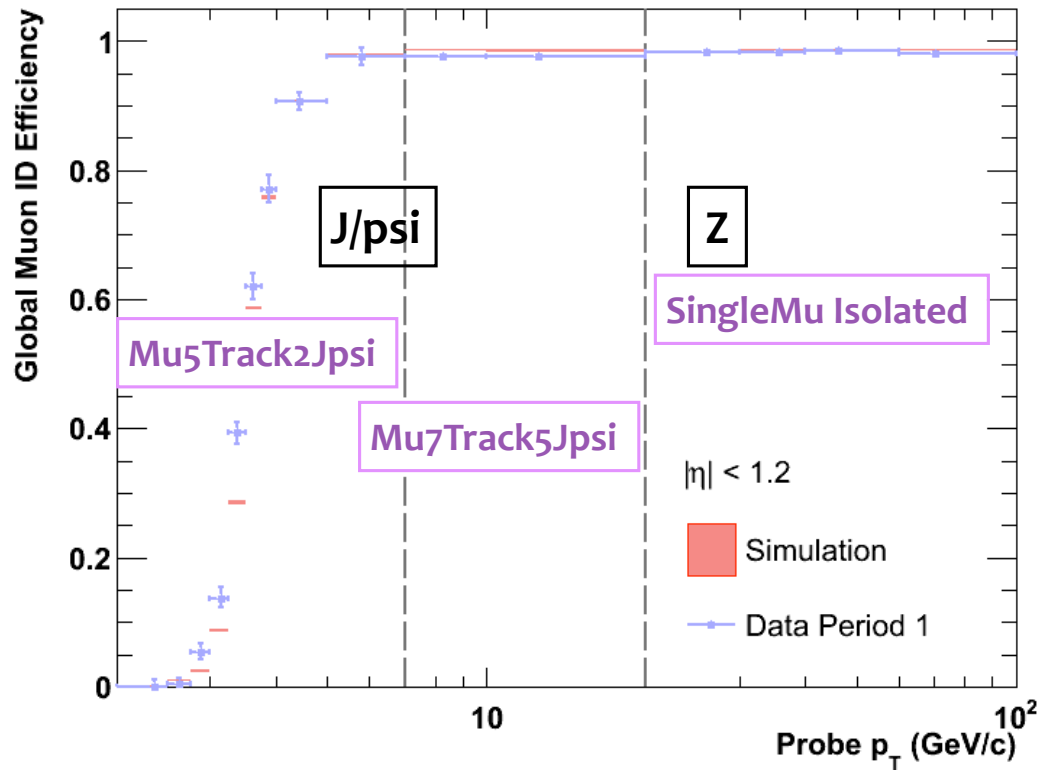 Global Muon ID Efficiency
1
0.8
0.6
0.4
0.2
0
J/psi
Z
SingleMu Isolated
Mu5Track2Jpsi
Mu7Track5Jpsi
|η| < 1.2
Simulation
Data Period 1
10
10²
Probe p_T (GeV/c)